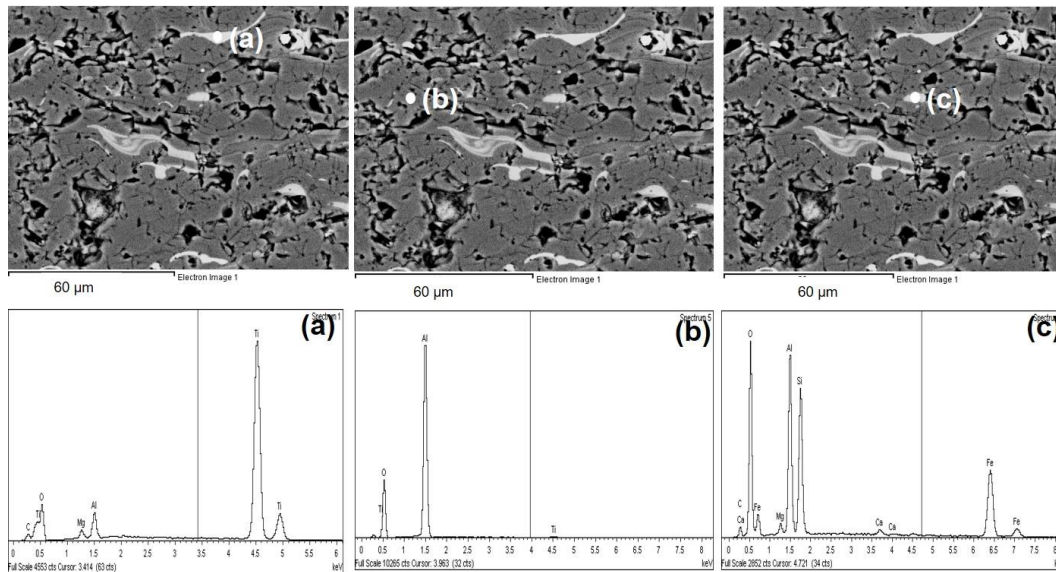 (a)
(b)
(c)
Electron Image 1
60 µm
Electron Image 1
60 µm
Electron Image 1
60 µm
(a)
Spectrum 1
Ti
C
Ti
O
Mg
Al
Ti
0 0.5 1 1.5 2 2.5 3 3.5 4 4.5 5 5.5 6
Full Scale 4553 cts Cursor: 3.414 (63 cts) keV
(b)
Spectrum 5
Al
O
Ti
Ti
0 0.5 1 1.5 2 2.5 3 3.5 4 4.5 5 5.5 6 6.5 7 7.5 8
Full Scale 10265 cts Cursor: 3.963 (32 cts) keV
(c)
O
Al
Si
C
Ca
Fe
Mg
Ca
Ca
Fe
Fe
0 0.5 1 1.5 2 2.5 3 3.5 4 4.5 5 5.5 6 6.5 7 7.5 8
Full Scale 2652 cts Cursor: 4.721 (34 cts) keV